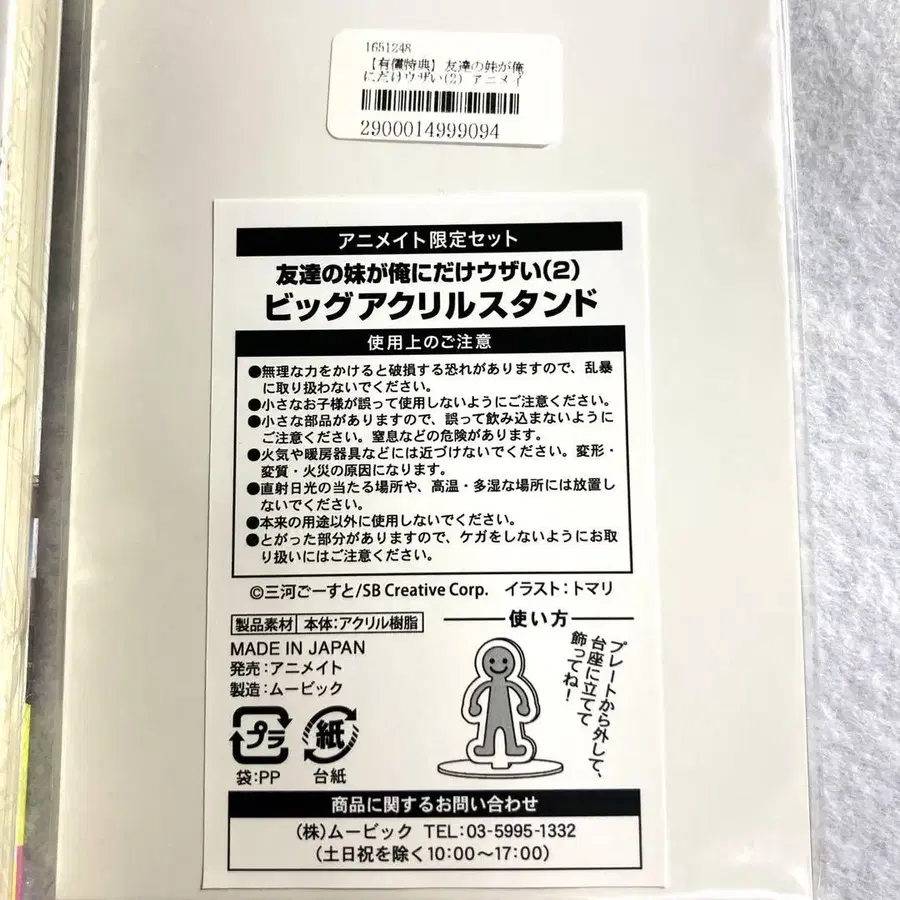 1651248
【有償特典】友達の妹が俺
にだけウザい(2) アニメイ
2900014999094
アニメイト限定セット
友達の妹が俺にだけウザい(2)
ビッグアクリルスタンド
使用上のご注意
●無理な力をかけると破損する恐れがありますので、乱暴
に取り扱わないでください。
●小さなお子様が誤って使用しないようにご注意ください。
●小さな部品がありますので、誤って飲み込まないように
ご注意ください。窒息などの危険があります。
●火気や暖房器具などには近づけないでください。変形・
変質・火災の原因になります。
●直射日光の当たる場所や、高温・多湿な場所には放置し
ないでください。
●本来の用途以外に使用しないでください。
●とがった部分がありますので、ケガをしないようにお取
り扱いにはご注意ください。
©三河ごーすと/SB Creative Corp. イラスト:トマリ
製品素材 本体:アクリル樹脂
MADE IN JAPAN
発売:アニメイト
製造:ムービック
プラ
袋:PP
紙
台紙
使い方
プレートから外して、
台座に立てて
飾ってね!
商品に関するお問い合わせ
(株)ムービック TEL:03-5995-1332
(土日祝を除く10:00〜17:00)